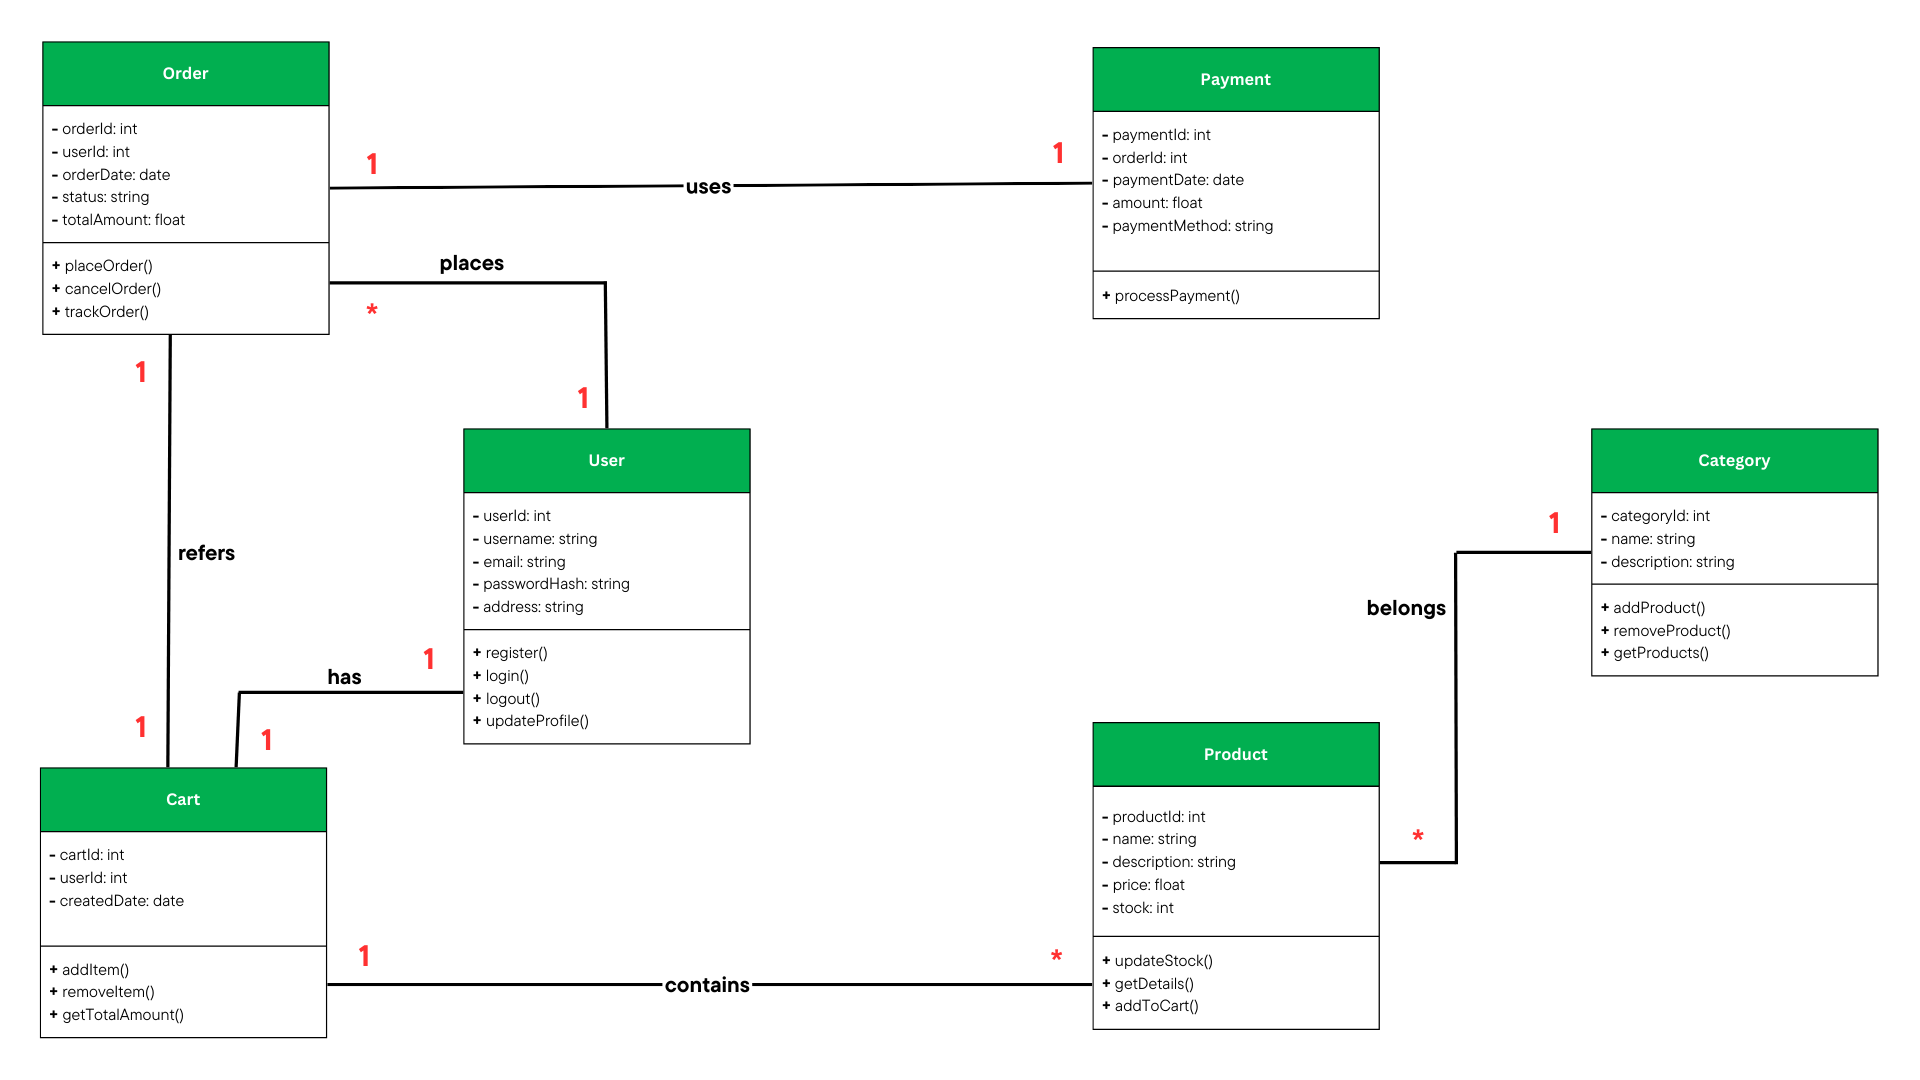 Order
- orderId: int
- userId: int
- orderDate: date
- status: string
- totalAmount: float
+ placeOrder()
+ cancelOrder()
+ trackOrder()
1
uses
1
Payment
- paymentId: int
- orderId: int
- paymentDate: date
- amount: float
- paymentMethod: string
+ processPayment()
places
*
1
1
refers
1
User
- userId: int
- username: string
- email: string
- passwordHash: string
- address: string
+ register()
+ login()
+ logout()
+ updateProfile()
1
has
1
Category
- categoryId: int
- name: string
- description: string
+ addProduct()
+ removeProduct()
+ getProducts()
1
belongs
*
Cart
- cartId: int
- userId: int
- createdDate: date
+ addItem()
+ removeItem()
+ getTotalAmount()
1
contains
*
Product
- productId: int
- name: string
- description: string
- price: float
- stock: int
+ updateStock()
+ getDetails()
+ addToCart()